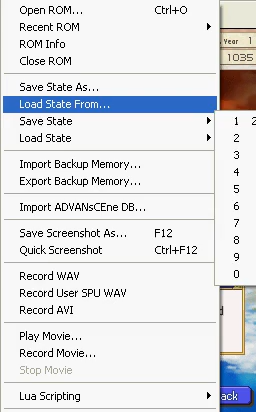 Open ROM... Ctrl+O
Recent ROM
ROM Info
Close ROM
Year 1
1035
Save State As...
Load State From...
Save State
Load State
1 2
2
3
4
5
6
7
8
9
0
Import Backup Memory...
Export Backup Memory...
Import ADVANsCEne DB...
Save Screenshot As... F12
Quick Screenshot Ctrl+F12
Record WAV
Record User SPU WAV
Record AVI
Play Movie...
Record Movie...
Stop Movie
Lua Scripting
d
ack